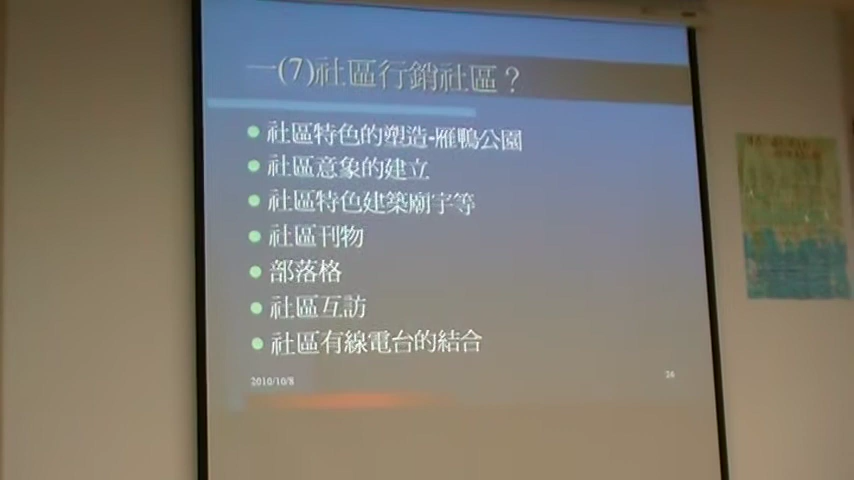 一(7)社區行銷社區？
社區特色的塑造-雁鴨公園
社區意象的建立
社區特色建築廟宇等
社區刊物
部落格
社區互訪
社區有線電台的結合
2010/10/8
26